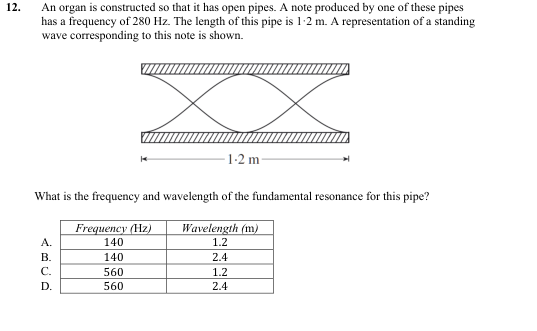 12. An organ is constructed so that it has open pipes. A note produced by one of these pipes
has a frequency of 280 Hz. The length of this pipe is 1·2 m. A representation of a standing
wave corresponding to this note is shown.
1·2 m
What is the frequency and wavelength of the fundamental resonance for this pipe?
Frequency (Hz) Wavelength (m)
A. 140 1.2
B. 140 2.4
C. 560 1.2
D. 560 2.4